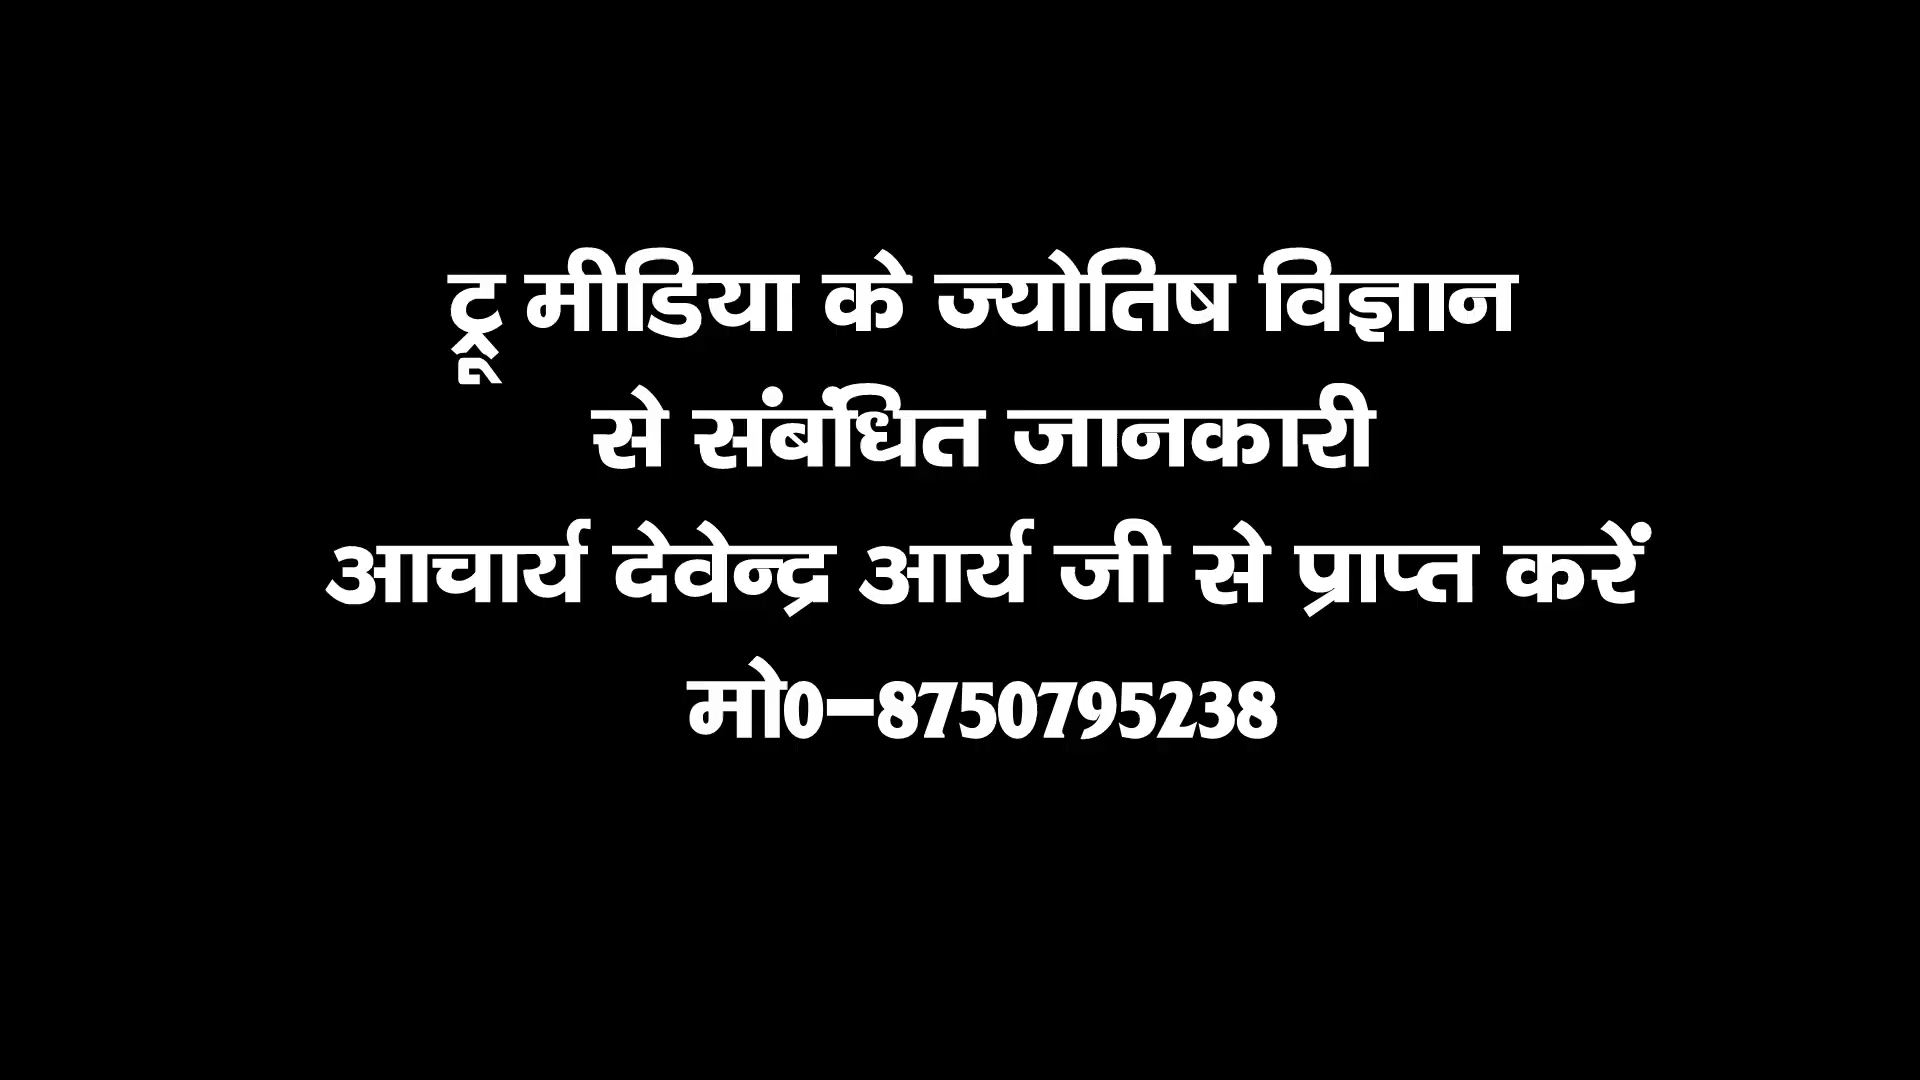 ट्रू मीडिया के ज्योतिष विज्ञान
से संबंधित जानकारी
आचार्य देवेन्द्र आर्य जी से प्राप्त करें
मो0-8750795238